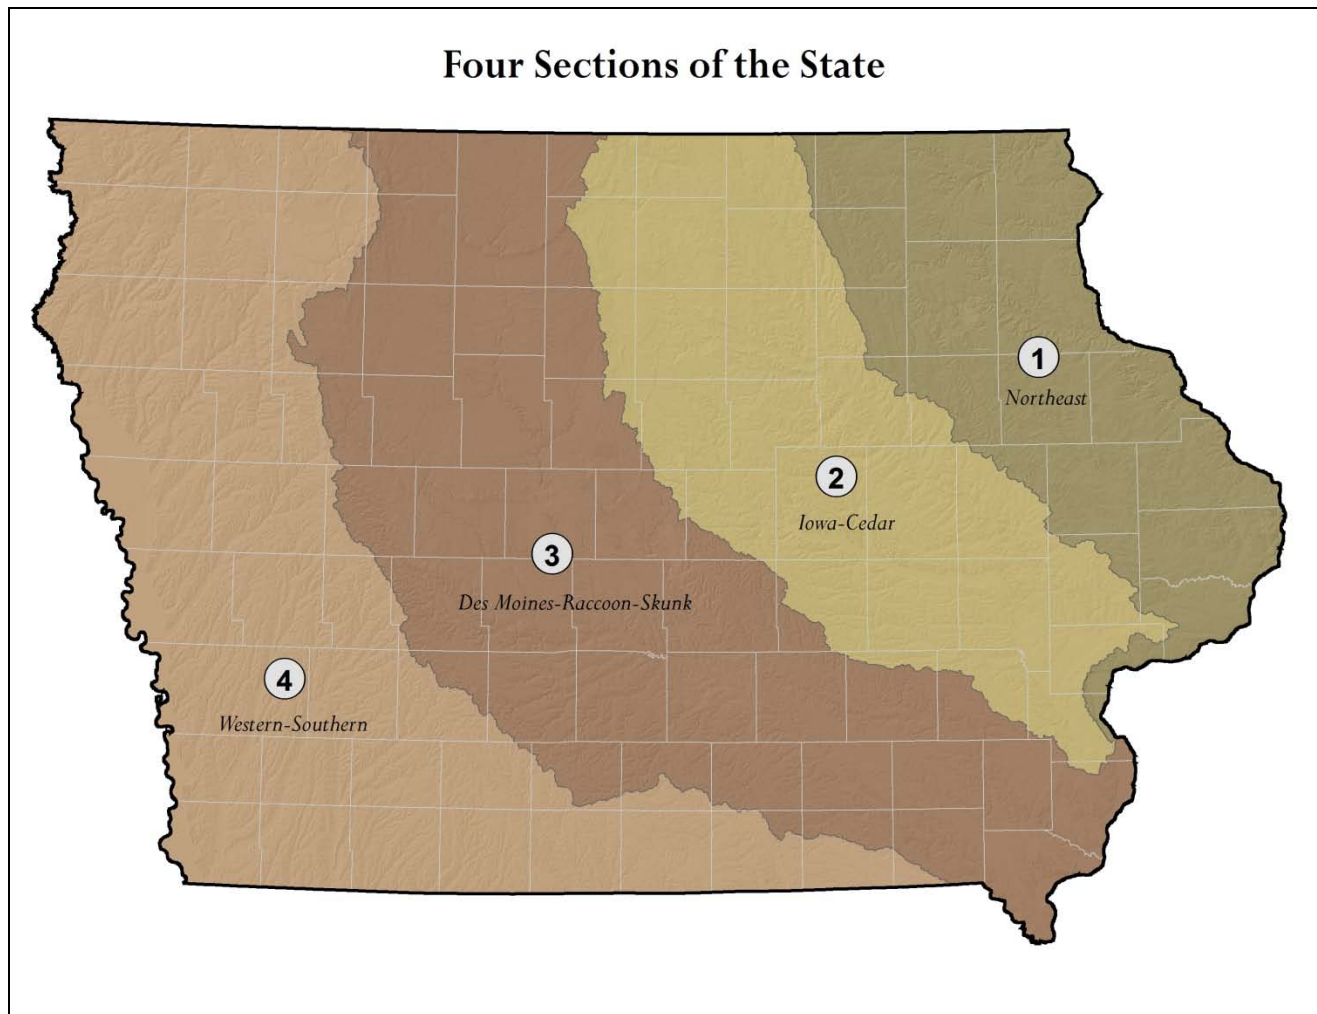 Four Sections of the State
1
Northeast
2
Iowa-Cedar
3
Des Moines-Raccoon-Skunk
4
Western-Southern